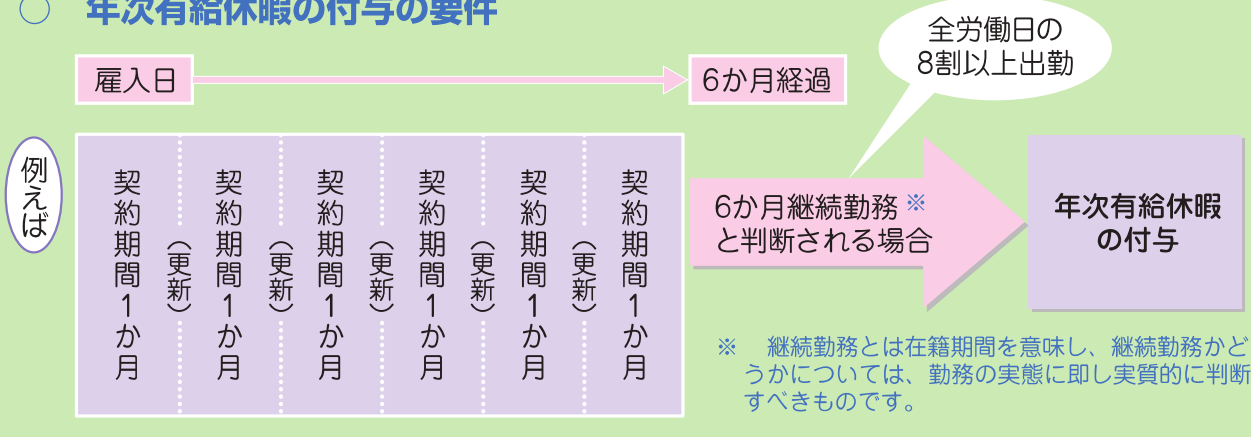 ○ 年次有給休暇の付与の要件
雇入日
6か月経過
全労働日の
8割以上出勤
例えば
契約期間1か月
（更新）
契約期間1か月
（更新）
契約期間1か月
（更新）
契約期間1か月
（更新）
契約期間1か月
（更新）
契約期間1か月
6か月継続勤務※
と判断される場合
年次有給休暇
の付与
※　継続勤務とは在籍期間を意味し、継続勤務かど
うかについては、勤務の実態に即し実質的に判断
すべきものです。